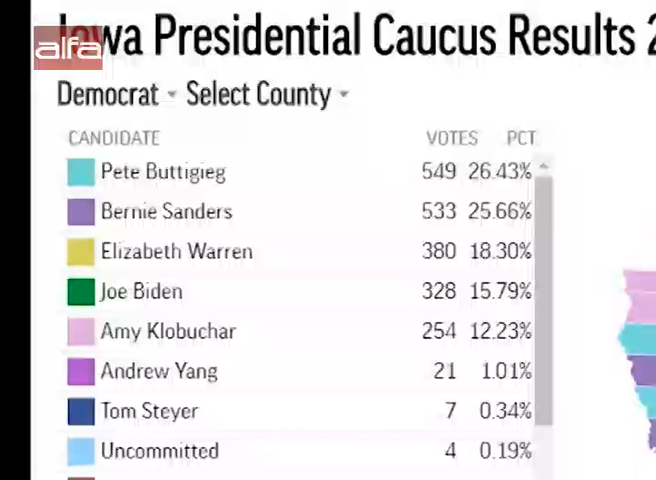 alfa
Iowa Presidential Caucus Results 2
Democrat Select County
CANDIDATE VOTES PCT
Pete Buttigieg 549 26.43%
Bernie Sanders 533 25.66%
Elizabeth Warren 380 18.30%
Joe Biden 328 15.79%
Amy Klobuchar 254 12.23%
Andrew Yang 21 1.01%
Tom Steyer 7 0.34%
Uncommitted 4 0.19%